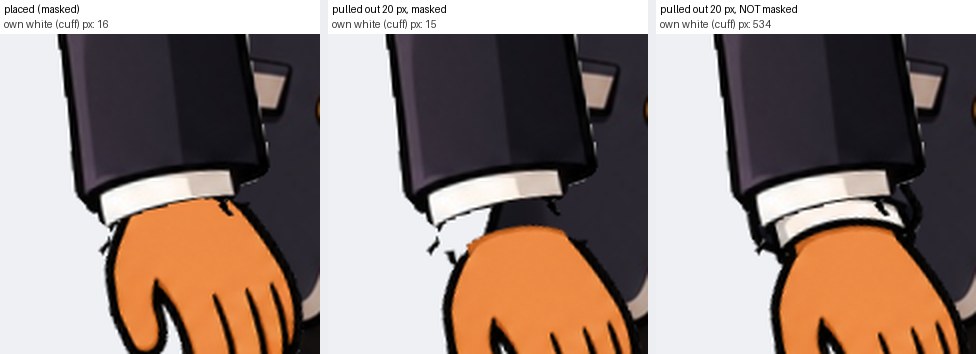 placed (masked)
own white (cuff) px: 16
pulled out 20 px, masked
own white (cuff) px: 15
pulled out 20 px, NOT masked
own white (cuff) px: 534